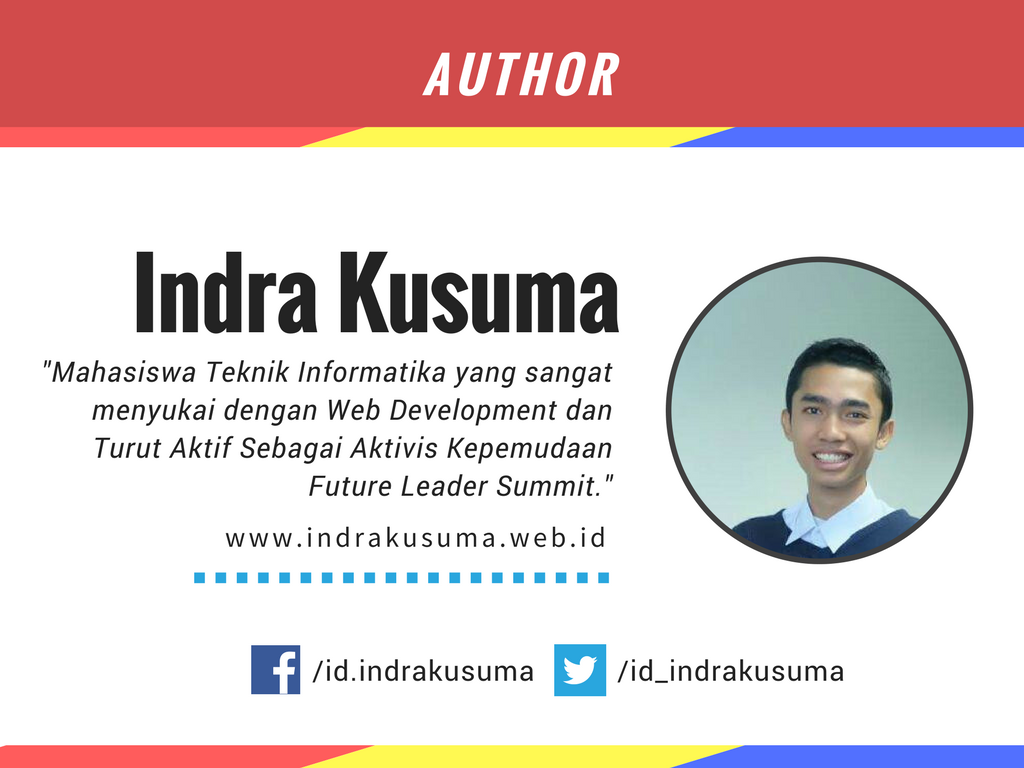 AUTHOR
Indra Kusuma
"Mahasiswa Teknik Informatika yang sangat
menyukai dengan Web Development dan
Turut Aktif Sebagai Aktivis Kepemudaan
Future Leader Summit."
www.indrakusuma.web.id
/id.indrakusuma /id_indrakusuma